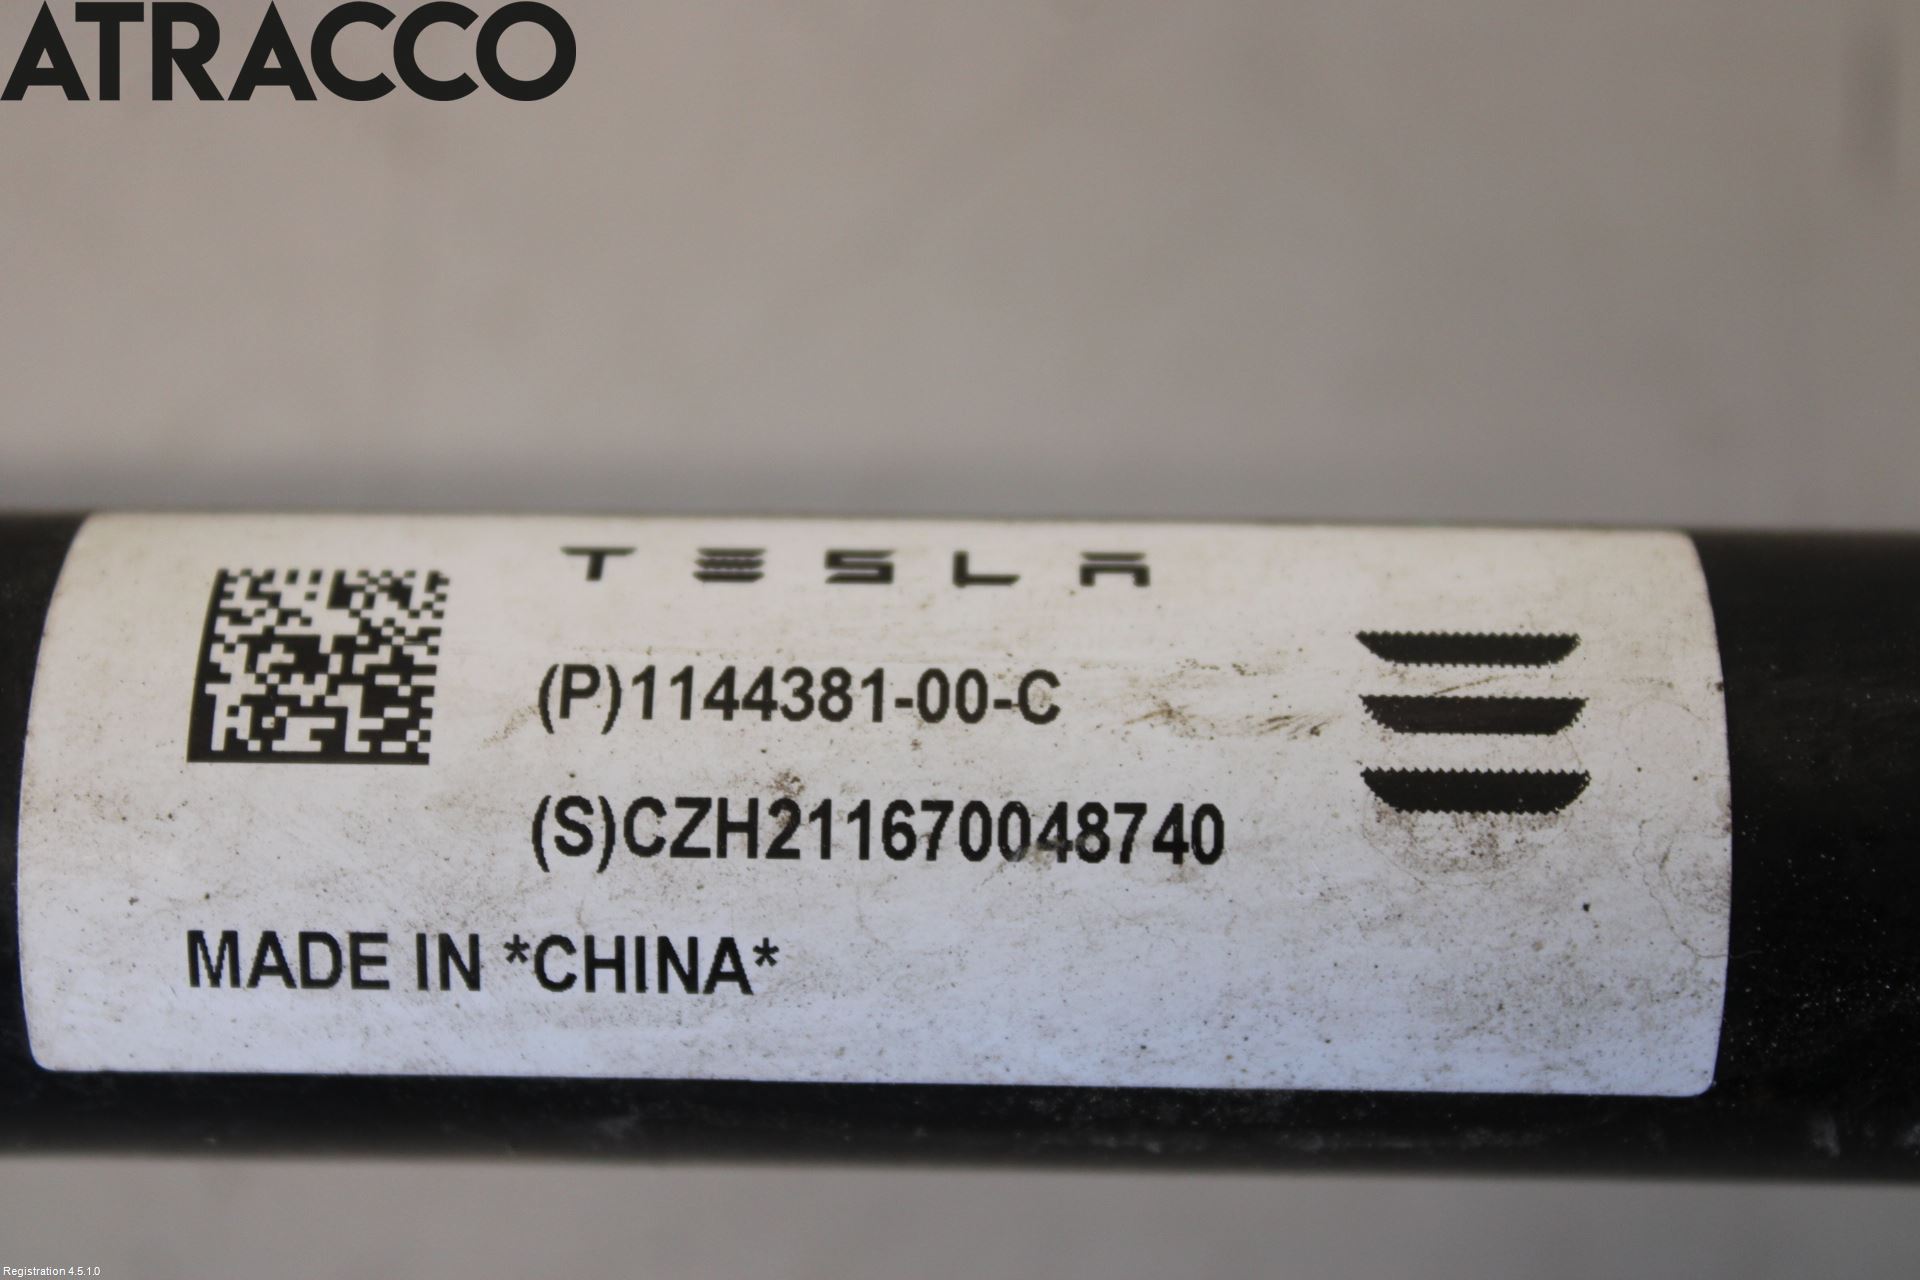 ATRACCO
TESLA
(P)1144381-00-C
(S)CZH211670048740
MADE IN *CHINA*
Registration 4.5.1.0